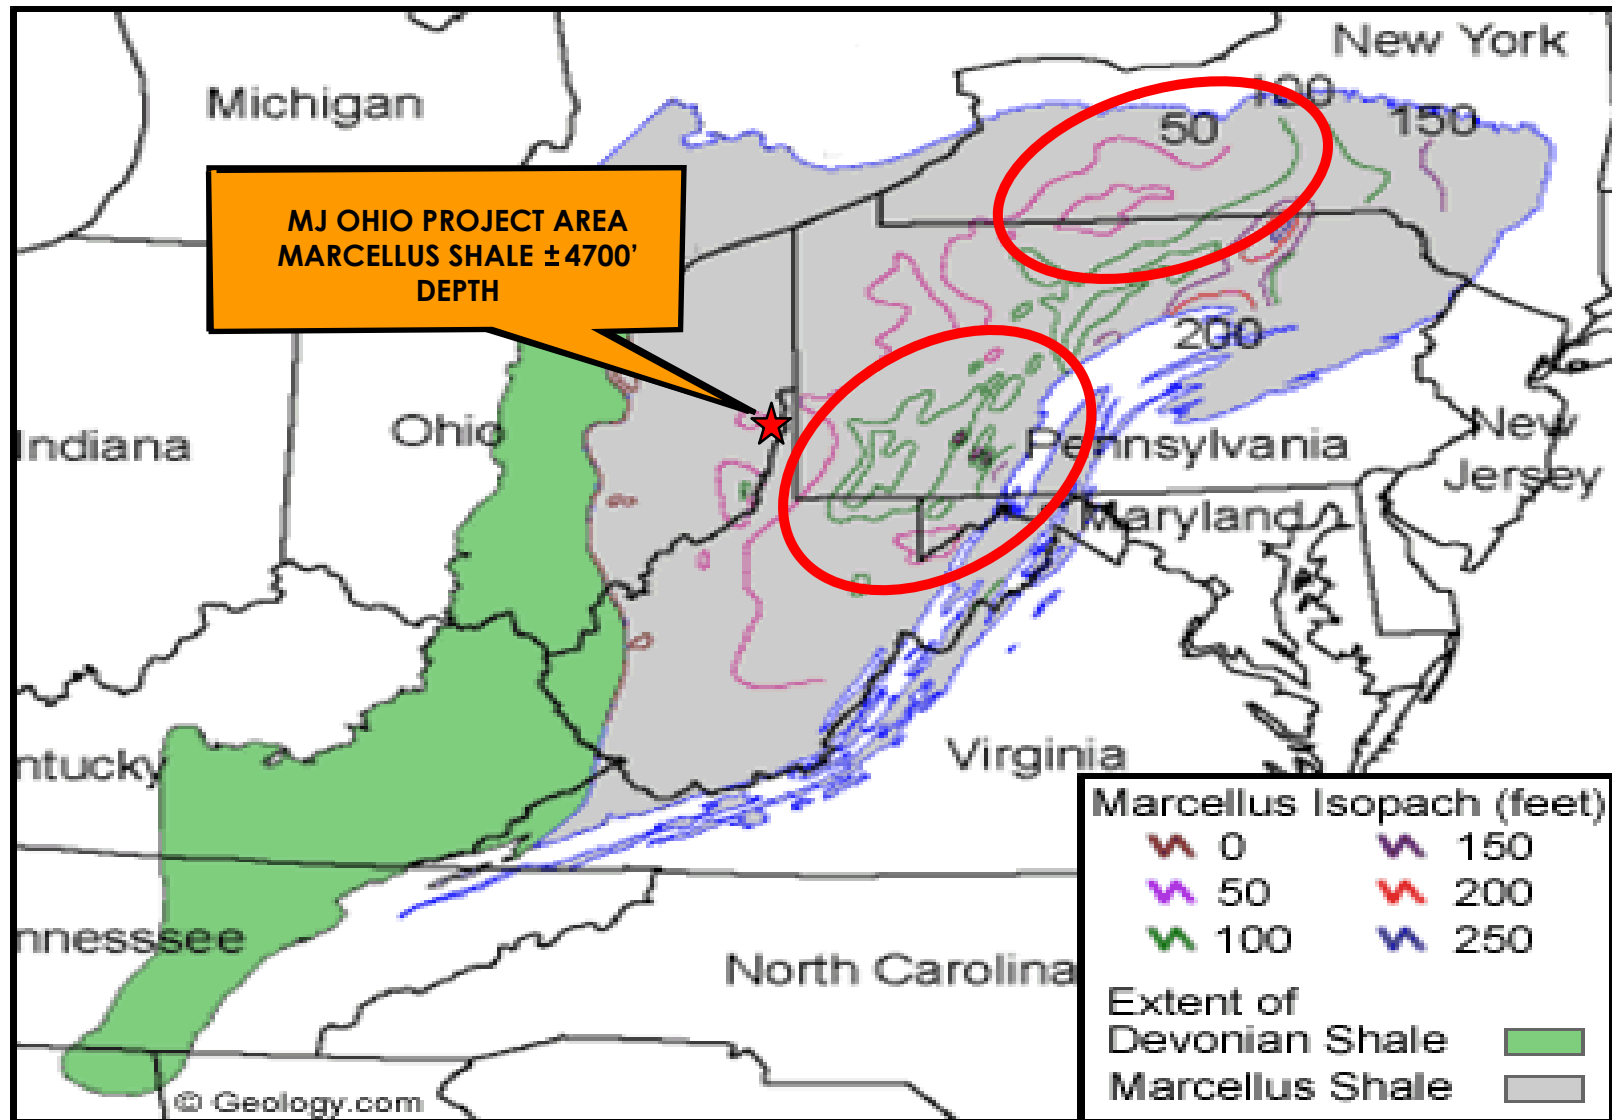 New York
Michigan
100
50
150
MJ OHIO PROJECT AREA
MARCELLUS SHALE ±4700’
DEPTH
200
Indiana
Ohio
Pennsylvania
New
Jersey
Maryland
Virginia
ntucky
Marcellus Isopach (feet)
0
150
50
200
100
250
nnesssee
North Carolina
Extent of
Devonian Shale
Marcellus Shale
© Geology.com